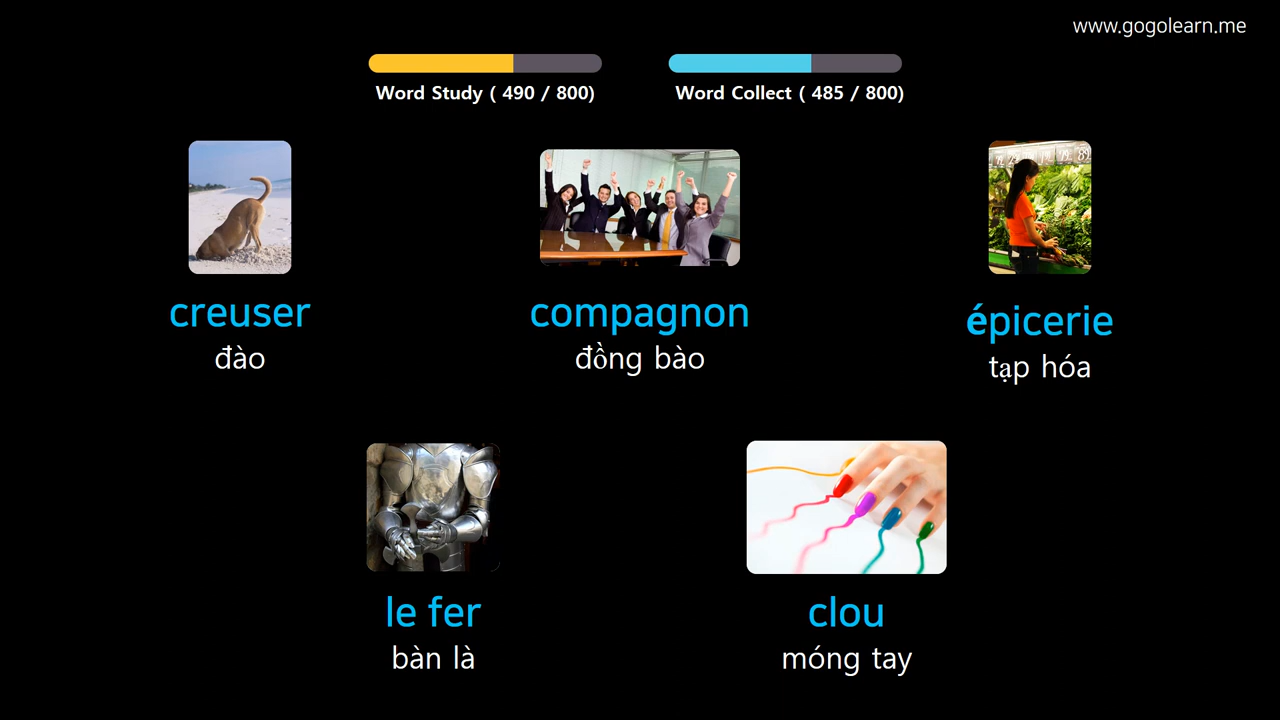 www.gogolearn.me
Word Study ( 490 / 800)
Word Collect ( 485 / 800)
creuser
đào
compagnon
đồng bào
épicerie
tạp hóa
le fer
bàn là
clou
móng tay